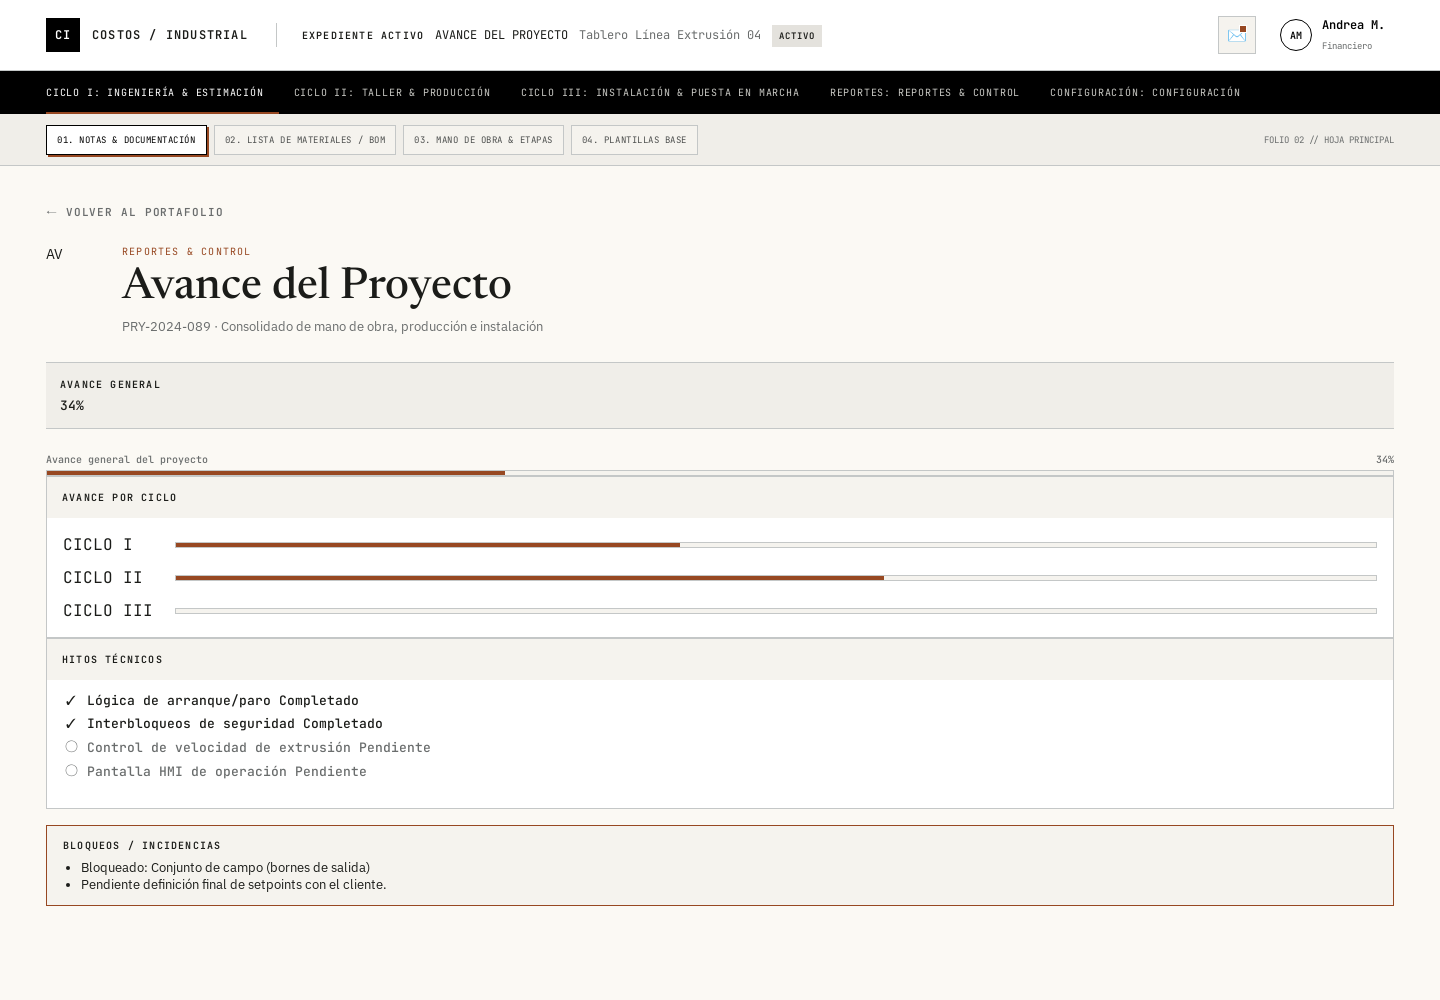 CI COSTOS / INDUSTRIAL EXPEDIENTE ACTIVO AVANCE DEL PROYECTO Tablero Línea Extrusión 04 ACTIVO AM Andrea M.
Financiero
CICLO I: INGENIERÍA & ESTIMACIÓN CICLO II: TALLER & PRODUCCIÓN CICLO III: INSTALACIÓN & PUESTA EN MARCHA REPORTES: REPORTES & CONTROL CONFIGURACIÓN: CONFIGURACIÓN
01. NOTAS & DOCUMENTACIÓN 02. LISTA DE MATERIALES / BOM 03. MANO DE OBRA & ETAPAS 04. PLANTILLAS BASE FOLIO 02 // HOJA PRINCIPAL
← VOLVER AL PORTAFOLIO
AV REPORTES & CONTROL
Avance del Proyecto
PRY-2024-089 · Consolidado de mano de obra, producción e instalación
AVANCE GENERAL
34%
Avance general del proyecto 34%
AVANCE POR CICLO
CICLO I
CICLO II
CICLO III
HITOS TÉCNICOS
✓ Lógica de arranque/paro Completado
✓ Interbloqueos de seguridad Completado
○ Control de velocidad de extrusión Pendiente
○ Pantalla HMI de operación Pendiente
BLOQUEOS / INCIDENCIAS
• Bloqueado: Conjunto de campo (bornes de salida)
• Pendiente definición final de setpoints con el cliente.